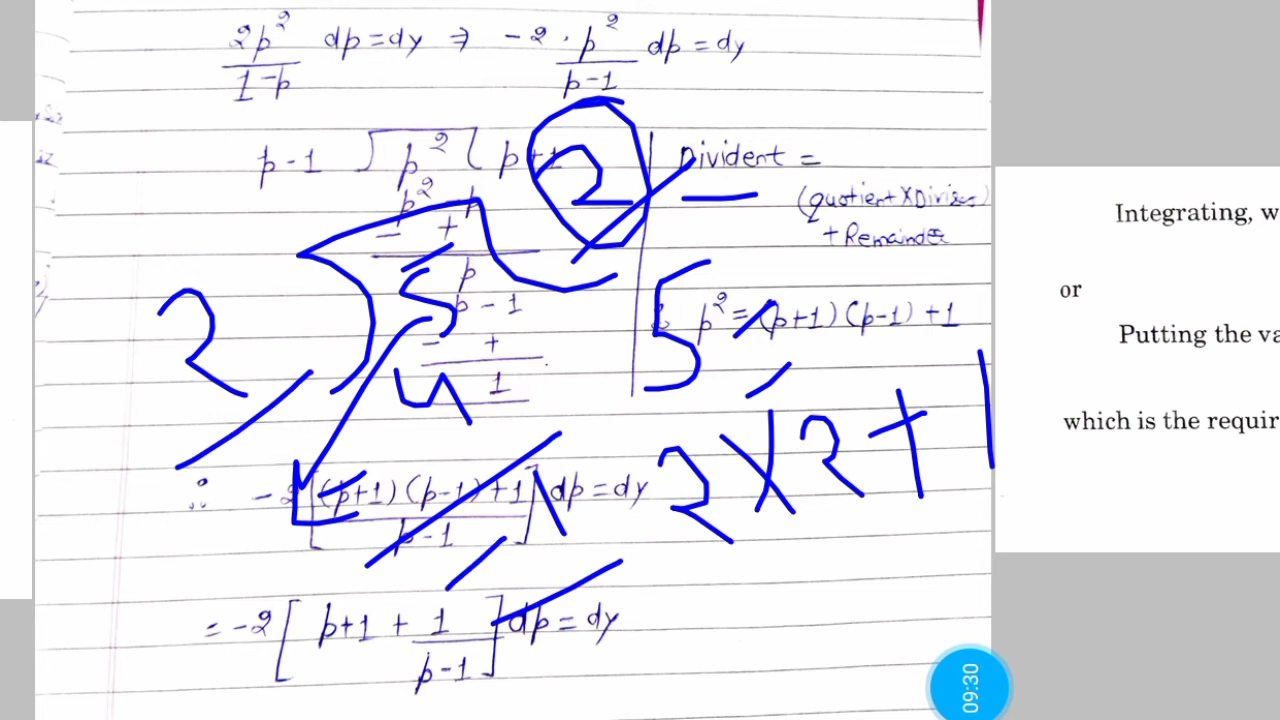 2p² / 1-p dp = dy ⇒ -2 · p² / p-1 dp = dy
p-1 ) p² ( p+1
Divident =
(Quotient X Divisor)
+ Remainder
p² - p
- +
p
p - 1
- +
1
p² = (p+1) (p-1) + 1
2 ) 5 ( 2
4
1
5 = 2 X 2 + 1
∴ -2 [ (p+1) (p-1) + 1 / p-1 ] dp = dy
= -2 [ p+1 + 1 / p-1 ] dp = dy
Integrating, w
or
Putting the va
which is the requir
09:30